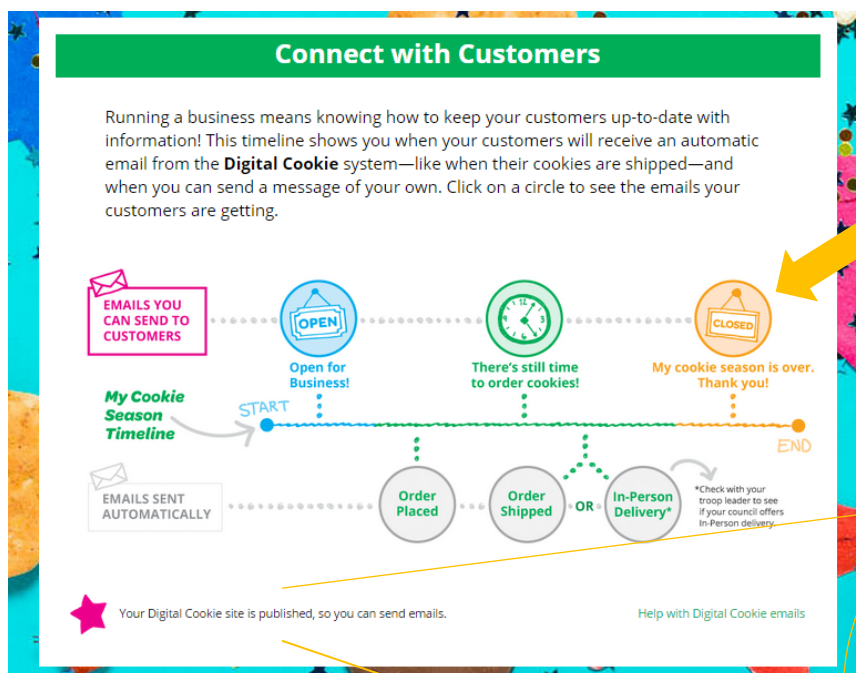 Connect with Customers
Running a business means knowing how to keep your customers up-to-date with
information! This timeline shows you when your customers will receive an automatic
email from the Digital Cookie system—like when their cookies are shipped—and
when you can send a message of your own. Click on a circle to see the emails your
customers are getting.
EMAILS YOU
CAN SEND TO
CUSTOMERS
OPEN
CLOSED
Open for
Business!
There's still time
to order cookies!
My cookie season is over.
Thank you!
My Cookie
Season
Timeline
START
END
EMAILS SENT
AUTOMATICALLY
Order
Placed
Order
Shipped
OR
In-Person
Delivery*
*Check with your
troop leader to see
if your council offers
In-Person delivery.
Your Digital Cookie site is published, so you can send emails.
Help with Digital Cookie emails